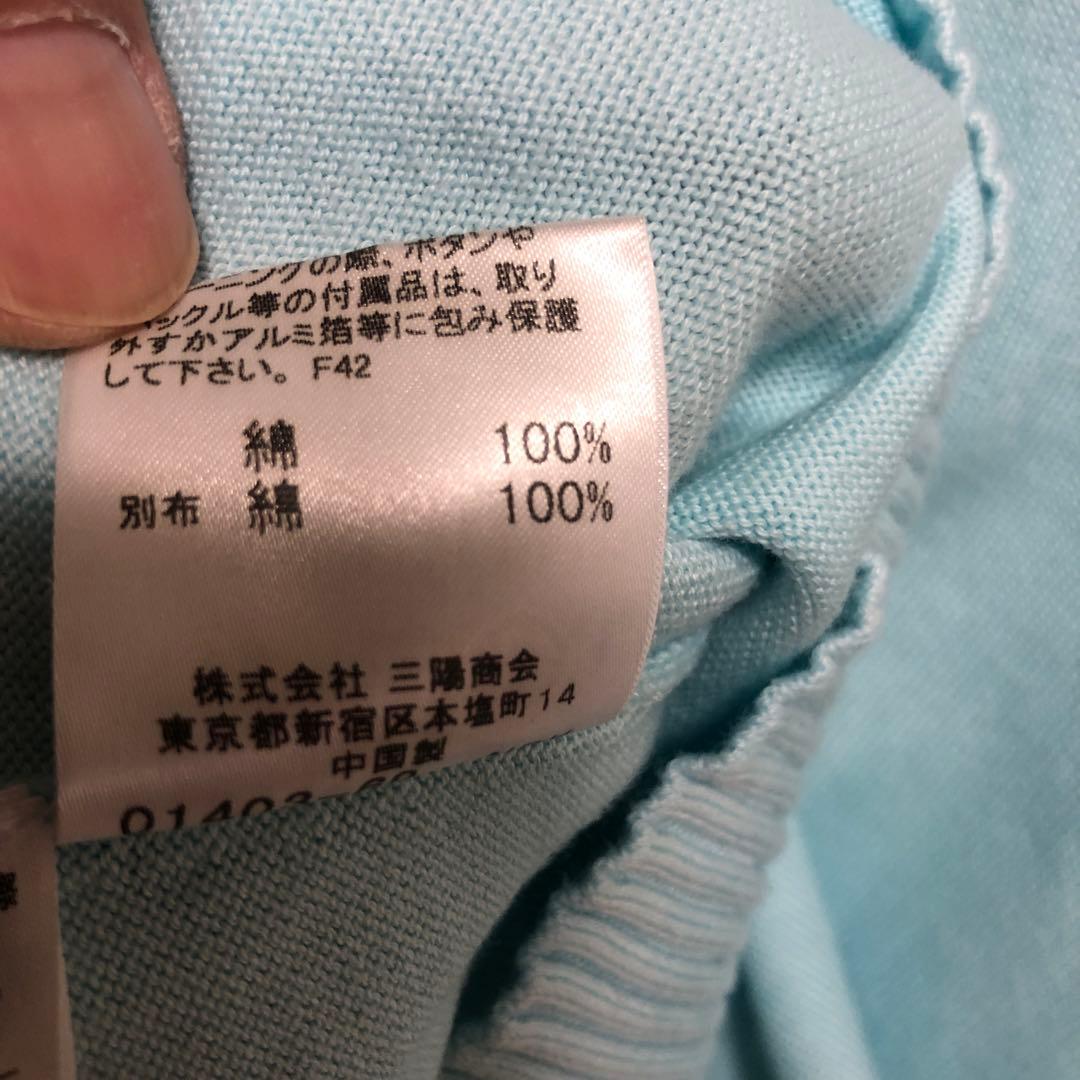 ーニングの際、ボタンや
バックル等の付属品は、取り
外すかアルミ箔等に包み保護
して下さい。F42
綿 100%
別布 綿 100%
株式会社 三陽商会
東京都新宿区本塩町14
中国製